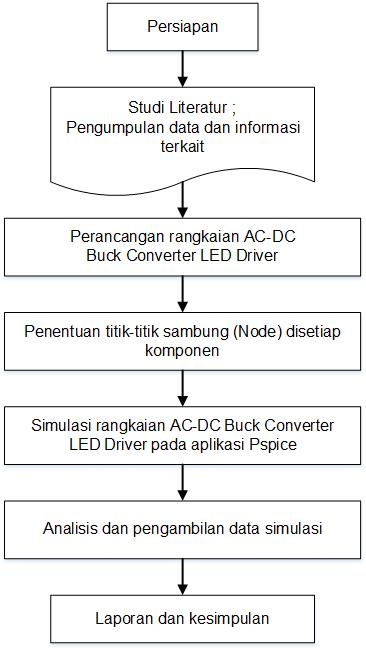 Persiapan
Studi Literatur ;
Pengumpulan data dan informasi
terkait
Perancangan rangkaian AC-DC
Buck Converter LED Driver
Penentuan titik-titik sambung (Node) disetiap
komponen
Simulasi rangkaian AC-DC Buck Converter
LED Driver pada aplikasi Pspice
Analisis dan pengambilan data simulasi
Laporan dan kesimpulan